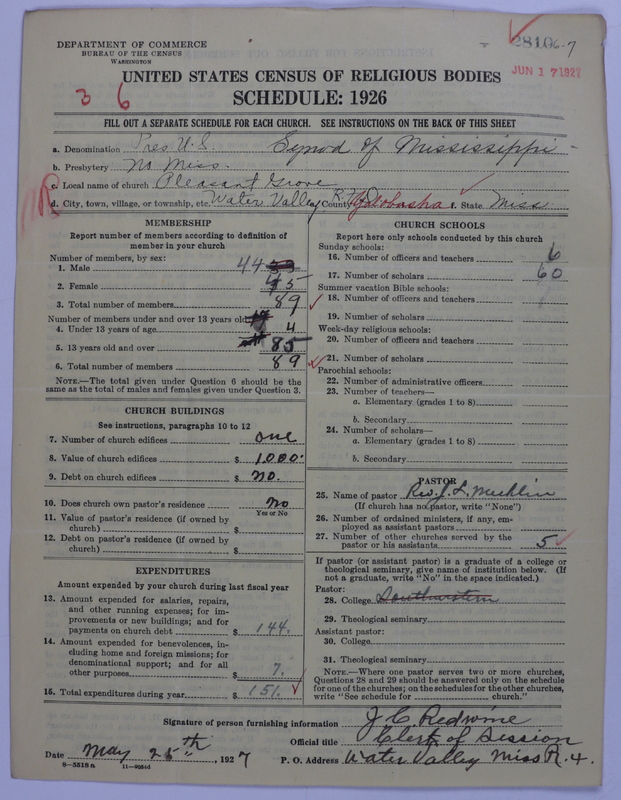 DEPARTMENT OF COMMERCE
BUREAU OF THE CENSUS
WASHINGTON
28106-7
JUN 17 1927
UNITED STATES CENSUS OF RELIGIOUS BODIES
3 6
SCHEDULE: 1926
FILL OUT A SEPARATE SCHEDULE FOR EACH CHURCH. SEE INSTRUCTIONS ON THE BACK OF THIS SHEET
a. Denomination Pres U.S. Synod of Mississippi
b. Presbytery No Miss.
c. Local name of church Pleasant Grove
d. City, town, village, or township, etc. Water Valley R.F.D County Yalobusha f. State Miss
MEMBERSHIP
Report number of members according to definition of member in your church
Number of members, by sex:
1. Male 44
2. Female 45
3. Total number of members 89
Number of members under and over 13 years old:
4. Under 13 years of age 4
5. 13 years old and over 85
6. Total number of members 89
NOTE.—The total given under Question 6 should be the same as the total of males and females given under Question 3.
CHURCH BUILDINGS
See instructions, paragraphs 10 to 12
7. Number of church edifices one
8. Value of church edifices $ 1000.
9. Debt on church edifices $ no.
10. Does church own pastor's residence no
Yes or No
11. Value of pastor's residence (if owned by church) $
12. Debt on pastor's residence (if owned by church) $
EXPENDITURES
Amount expended by your church during last fiscal year
13. Amount expended for salaries, repairs, and other running expenses; for improvements or new buildings; and for payments on church debt $ 144.
14. Amount expended for benevolences, including home and foreign missions; for denominational support; and for all other purposes $ 7.
15. Total expenditures during year $ 151.
CHURCH SCHOOLS
Report here only schools conducted by this church
Sunday schools:
16. Number of officers and teachers 6
17. Number of scholars 60
Summer vacation Bible schools:
18. Number of officers and teachers
19. Number of scholars
Week-day religious schools:
20. Number of officers and teachers
21. Number of scholars
Parochial schools:
22. Number of administrative officers
23. Number of teachers—
a. Elementary (grades 1 to 8)
b. Secondary
24. Number of scholars—
a. Elementary (grades 1 to 8)
b. Secondary
PASTOR
25. Name of pastor Rev. J. L. Mecklin
(If church has no pastor, write "None")
26. Number of ordained ministers, if any, employed as assistant pastors
27. Number of other churches served by the pastor or his assistants 5
If pastor (or assistant pastor) is a graduate of a college or theological seminary, give name of institution below. (If not a graduate, write "No" in the space indicated.)
Pastor:
28. College Southwestern
29. Theological seminary
Assistant pastor:
30. College
31. Theological seminary
NOTE.—Where one pastor serves two or more churches, Questions 28 and 29 should be answered only on the schedule for one of the churches; on the schedules for the other churches, write "See schedule for church."
Signature of person furnishing information J. C. Redwine
Official title Clerk of Session
Date May 25th, 1927 P. O. Address Water Valley Miss R. 4.
8—5518a